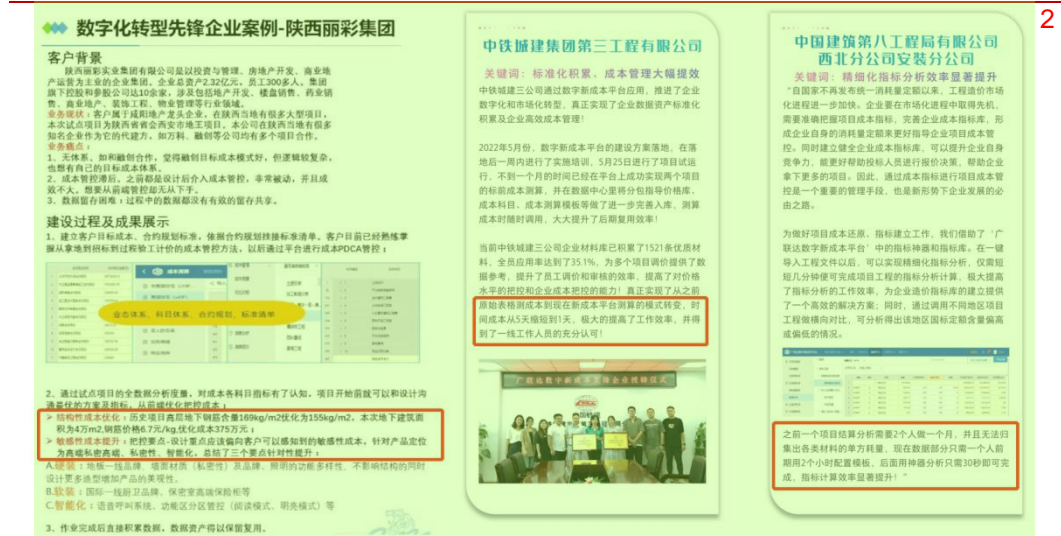 2
数字化转型先锋企业案例-陕西丽彩集团
客户背景
陕西丽彩实业集团有限公司是以投资与管理、房地产开发、商业地
产运营为主业的企业集团。企业总资产2.32亿元，员工300多人，集团
旗下控股和参股公司达10余家，涉及包括地产开发、楼盘销售、药业销
售、商业地产、装饰工程、物业管理等行业领域。
业务现状：客户属于咸阳地产龙头企业，在陕西当地有很多大型项目，
本次试点项目为陕西省省会西安市地王项目。本公司在陕西当地有很多
知名企业作为它的代建方，如万科、融创等公司均有多个项目合作。
业务痛点：
1、无体系，如和融创合作，觉得融创目标成本模式好，但逻辑较复杂，
也想有自己的目标成本体系。
2、成本管控滞后。之前都是设计后介入成本管控，非常被动，并且成
效不大。想要从前端管控却无从下手。
3、数据留存困难：过程中的数据都没有有效的留存共享。
建设过程及成果展示
1、建立客户目标成本、合约规划标准，依据合约规划挂接标准清单。客户目前已经熟练掌
握从拿地到招标到过程验工计价的成本管控方法，以后通过平台进行成本PDCA管控；
业态体系、科目体系、合约规划、标准清单
2、通过试点项目的全数据分析度量，对成本各科目指标有了认知，项目开始前就可以和设计沟
通最优的方案及指标，从前端优化把控成本；
➢ 结构性成本优化：历史项目高层地下钢筋含量169kg/m2优化为155kg/m2，本次地下建筑面
积为4万m2,钢筋价格6.7元/kg,优化成本375万元；
➢ 敏感性成本提升：把控要点-设计重点应该偏向客户可以感知到的敏感性成本，针对产品定位
为高端私密高端、私密性、智能化，总结了三个要点针对性提升：
A.硬装：地板一线品牌、墙面材质（私密性）及品牌、照明的功能多样性、不影响结构的同时
设计更多造型增加产品的美观性。
B.软装：国际一线厨卫品牌、保密室高端保险柜等
C.智能化：语音呼叫系统、功能区分区管控（阅读模式、明亮模式）等
3、作业完成后直接积累数据，数据资产得以保留复用。
中铁城建集团第三工程有限公司
关键词：标准化积累、成本管理大幅提效
中铁城建三公司通过数字新成本平台应用，推进了企业
数字化和市场化转型，真正实现了企业数据资产标准化
积累及企业高效成本管理！
2022年5月份，数字新成本平台的建设方案落地，在落
地后一周内进行了实施培训，5月25日进行了项目试运
行，不到一个月的时间已经在平台上成功实现两个项目
的标前成本测算，并在数据中心里将分包指导价格库、
成本科目、成本测算模板等做了进一步完善入库，测算
成本时随时调用，大大提升了后期复用效率！
当前中铁城建三公司企业材料库已积累了1521条优质材
料，全员应用率达到了35.1%，为多个项目调价提供了数
据参考，提升了员工调价和审核的效率，提高了对价格
水平的把控和企业成本把控的能力！真正实现了从之前
原始表格测成本到现在新成本平台测算的模式转变，时
间成本从5天缩短到1天，极大的提高了工作效率，并得
到了一线工作人员的充分认可！
广联达数字新成本先锋企业授牌仪式
中国建筑第八工程局有限公司
西北分公司安装分公司
关键词：精细化指标分析效率显著提升
“自国家不再发布统一消耗量定额以来，工程造价市场
化进程进一步加快。企业要在市场化进程中取得先机，
需要准确把握项目成本指标、完善企业成本指标库，形
成企业自身的消耗量定额来更好指导企业项目成本管
控。同时建立健全企业成本指标库，可以提升企业自身
竞争力，能更好帮助投标人员进行报价决策，帮助企业
拿下更多的项目。因此，通过成本指标进行项目成本管
控是一个重要的管理手段，也是新形势下企业发展的必
由之路。
为做好项目成本还原、指标建立工作，我们借助了‘广
联达数字新成本平台’中的指标神器和指标库。在一键
导入工程文件以后，可以实现精细化指标分析，仅需短
短几分钟便可完成项目工程的指标分析计算，极大提高
了指标分析的工作效率，为企业造价指标库的建立提供
了一个高效的解决方案；同时，通过调用不同地区项目
工程做横向对比，可分析得出该地区国标定额含量偏高
或偏低的情况。
之前一个项目结算分析需要2个人做一个月，并且无法归
集出各类材料的单方耗量，现在数据部分只需一个人前
期用2个小时配置模板，后面用神器分析只需30秒即可完
成，指标计算效率显著提升！”